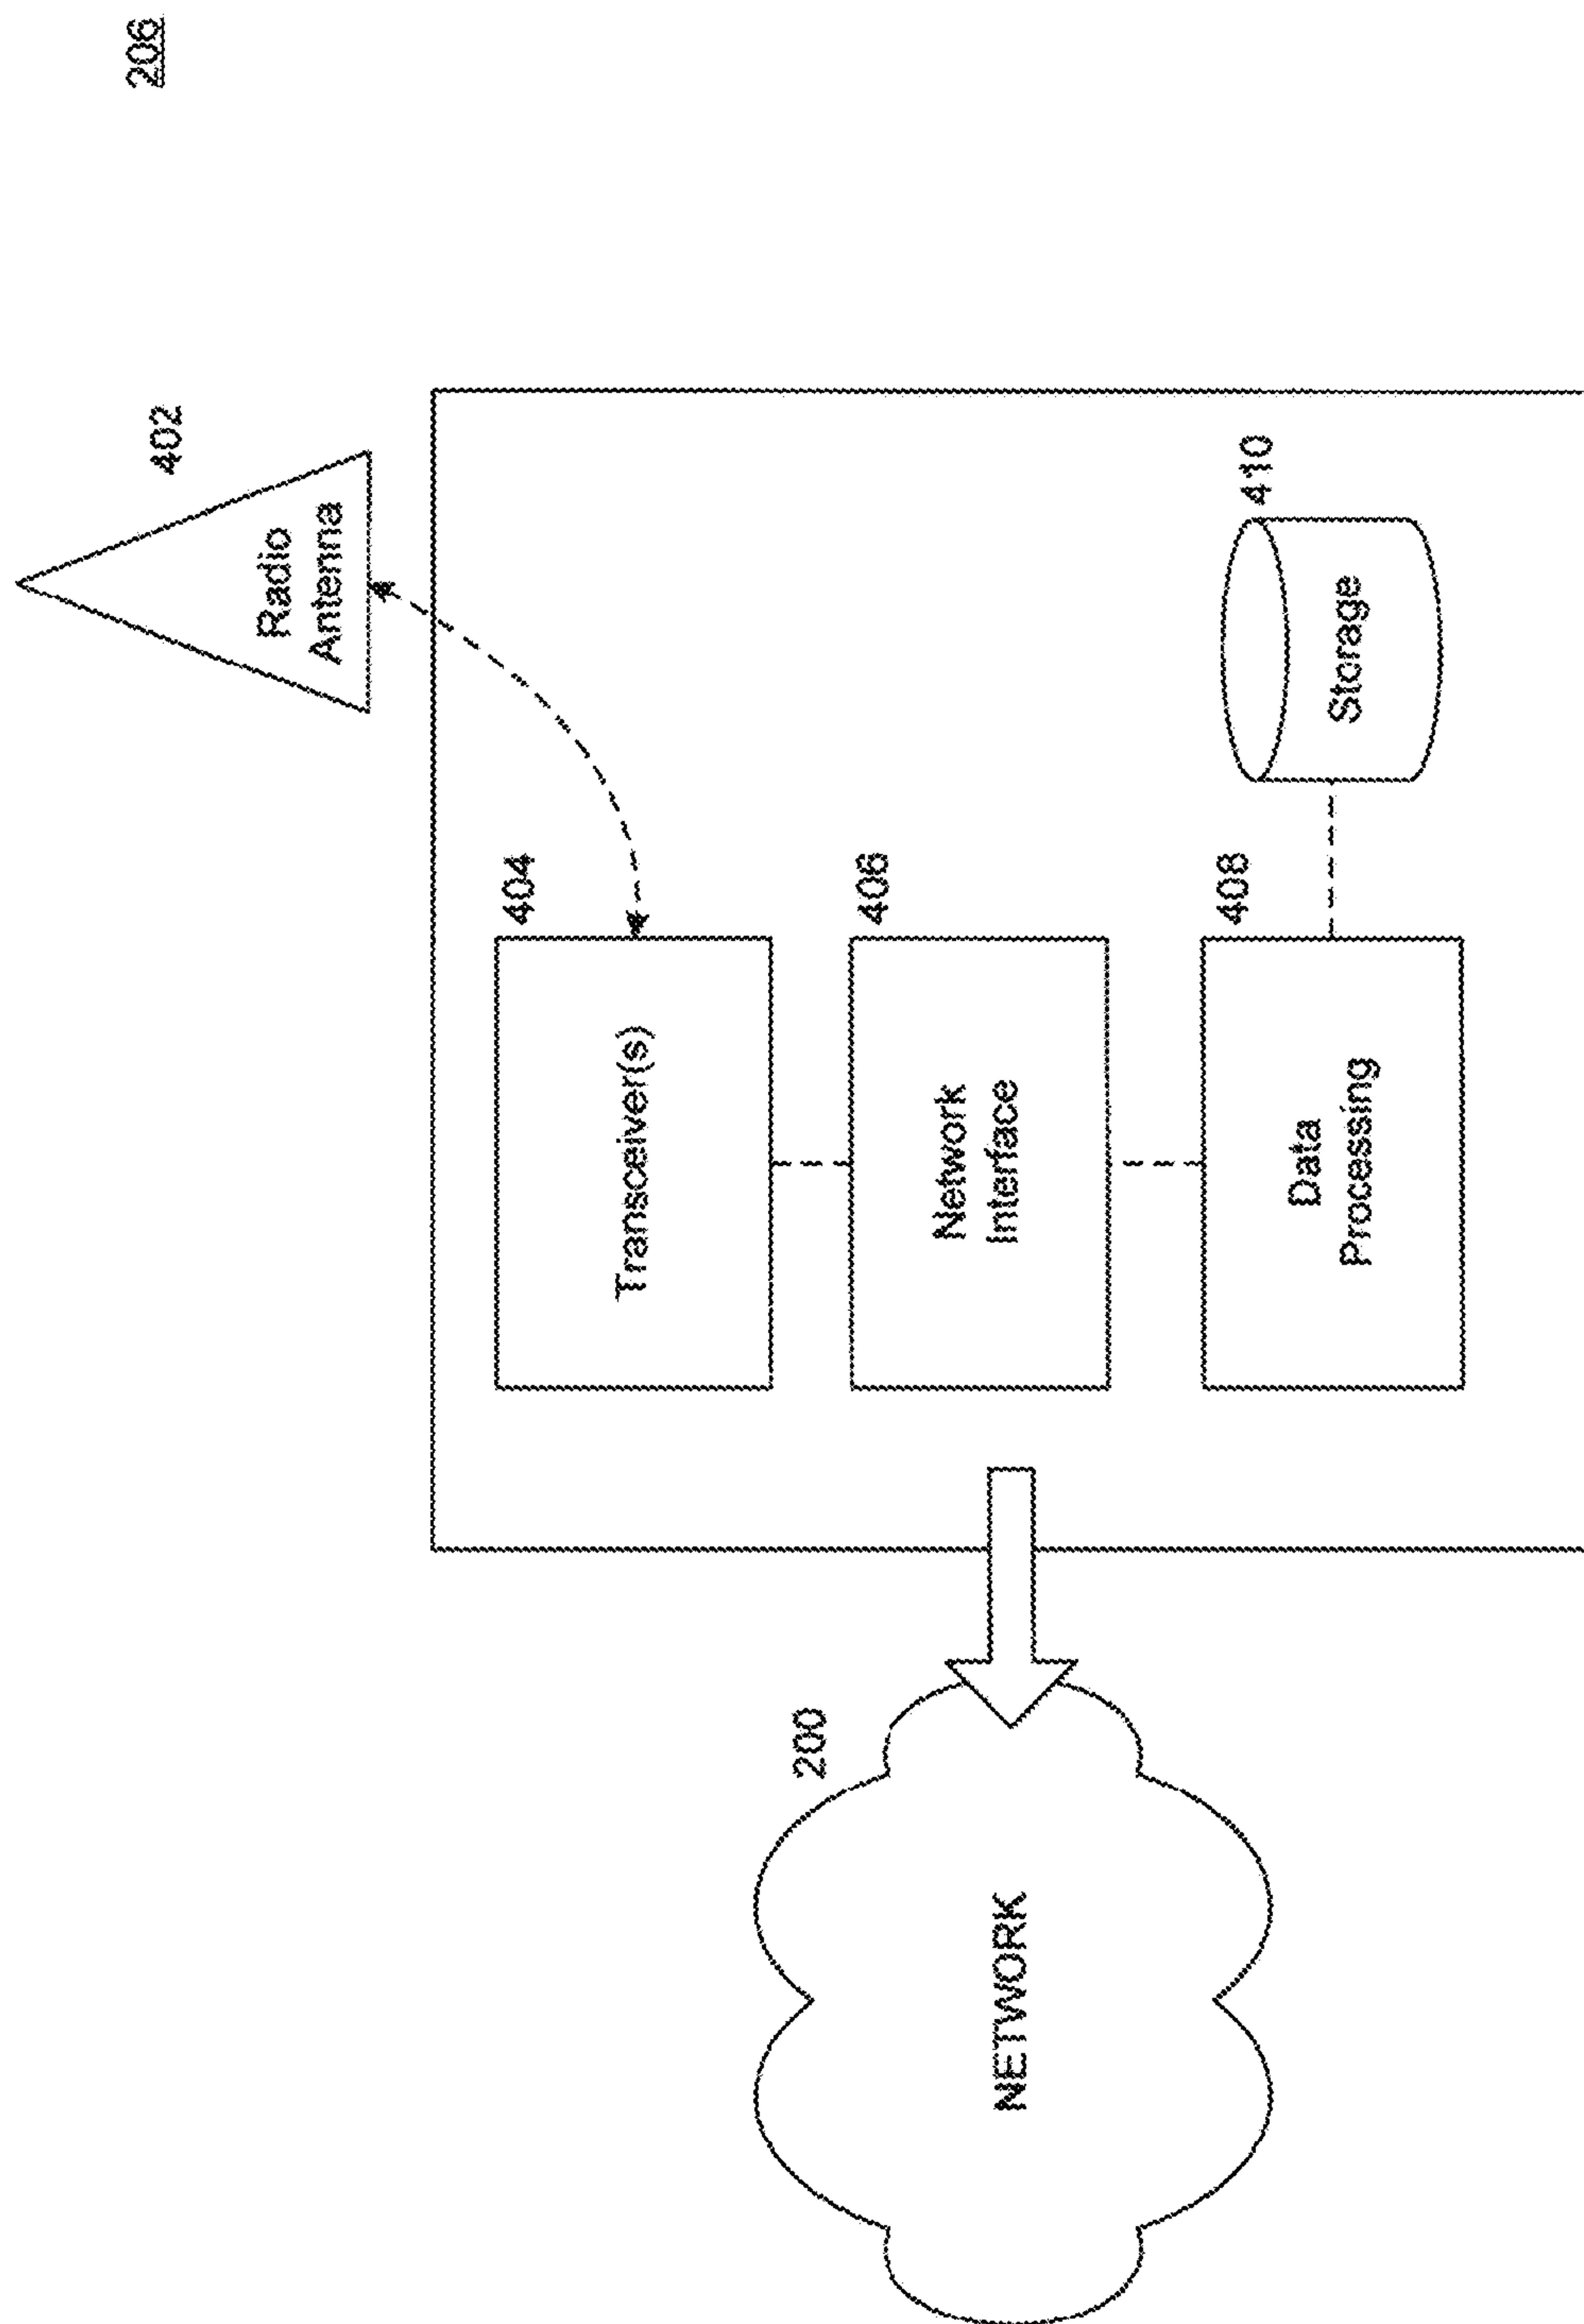 206
402
Radio
Antenna
404
Transceiver(s)
406
Network
Interface
408
Data
Processing
410
Storage
200
NETWORK